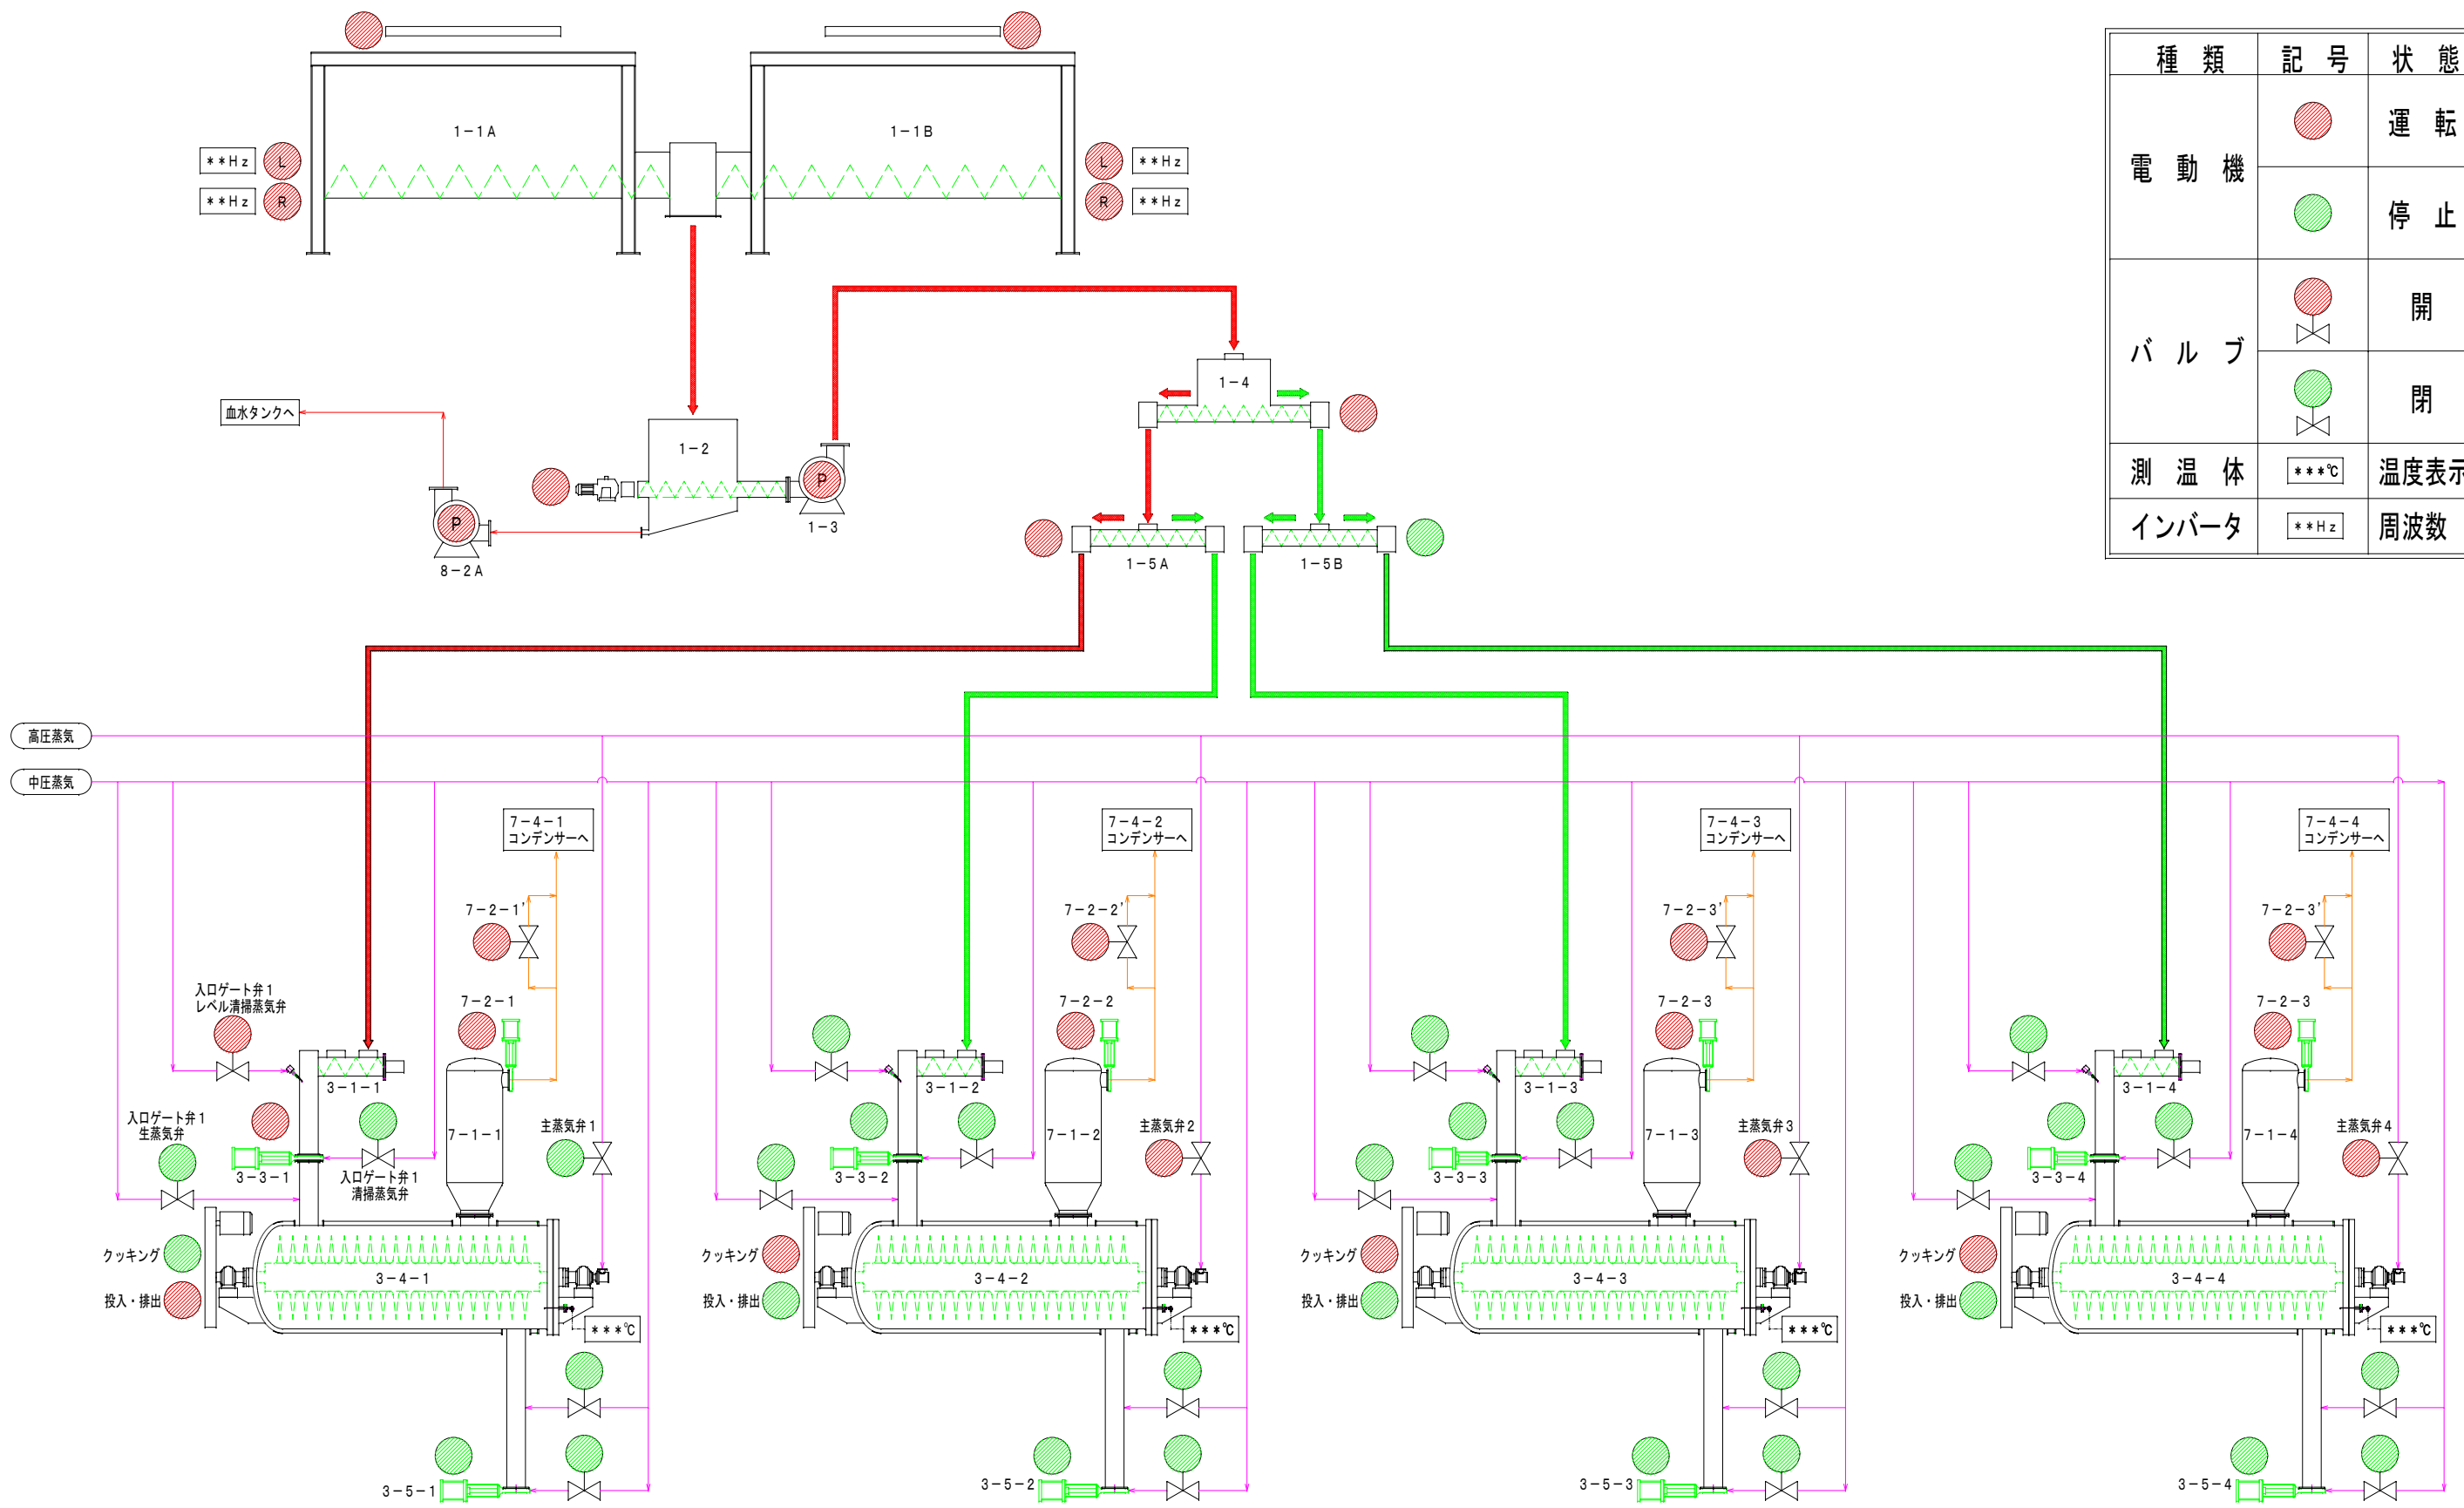 種類 記号 状態
電動機 運転
停止
バルブ 開
閉
測温体 ***℃ 温度表示
インバータ **Hz 周波数
1-1A
1-1B
**Hz L
**Hz R
L **Hz
R **Hz
1-4
血水タンクへ
1-2
P
1-3
P
8-2A
1-5A
1-5B
高圧蒸気
中圧蒸気
7-4-1
コンデンサーへ
7-4-2
コンデンサーへ
7-4-3
コンデンサーへ
7-4-4
コンデンサーへ
7-2-1'
7-2-2'
7-2-3'
7-2-3'
入口ゲート弁1
レベル清掃蒸気弁
7-2-1
7-2-2
7-2-3
7-2-3
3-1-1
3-1-2
3-1-3
3-1-4
入口ゲート弁1
生蒸気弁
7-1-1
主蒸気弁1
7-1-2
主蒸気弁2
7-1-3
主蒸気弁3
7-1-4
主蒸気弁4
3-3-1
入口ゲート弁1
清掃蒸気弁
3-3-2
3-3-3
3-3-4
クッキング
投入・排出
3-4-1
***℃
クッキング
投入・排出
3-4-2
***℃
クッキング
投入・排出
3-4-3
***℃
クッキング
投入・排出
3-4-4
***℃
3-5-1
3-5-2
3-5-3
3-5-4